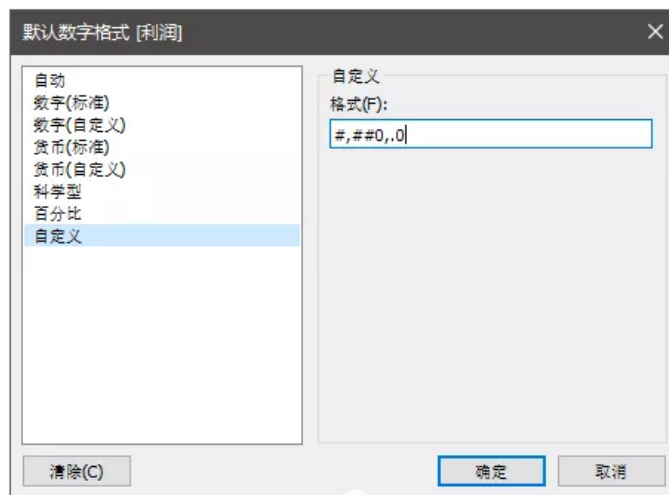 默认数字格式 [利润]
自动
数字(标准)
数字(自定义)
货币(标准)
货币(自定义)
科学型
百分比
自定义
自定义
格式(F):
#,##0,.0
清除(C)
确定
取消